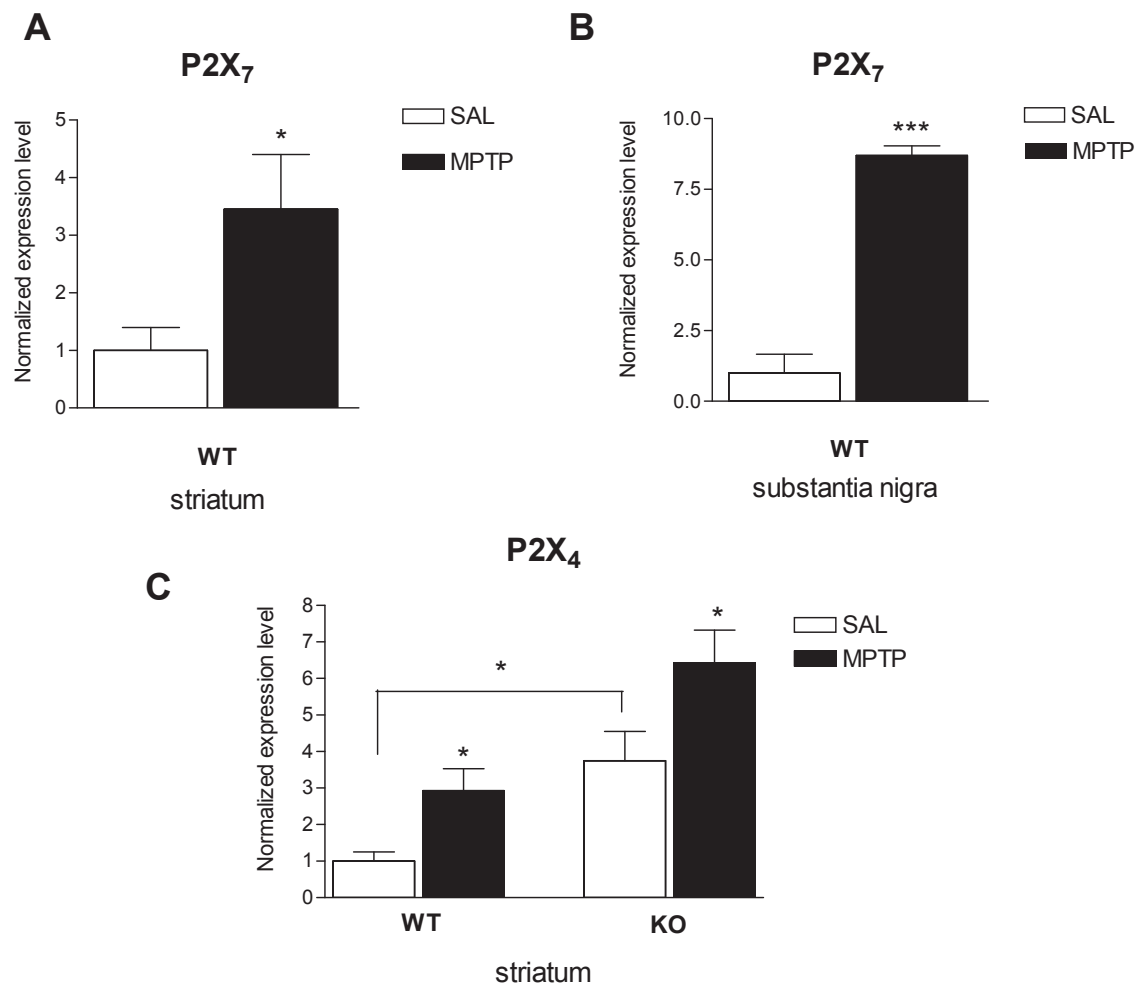 A
P2X7
Normalized expression level
5
4
3
2
1
0
*
SAL
MPTP
WT
striatum
B
P2X7
Normalized expression level
10.0
7.5
5.0
2.5
0.0
***
SAL
MPTP
WT
substantia nigra
C
P2X4
Normalized expression level
8
7
6
5
4
3
2
1
0
*
*
*
SAL
MPTP
WT KO
striatum